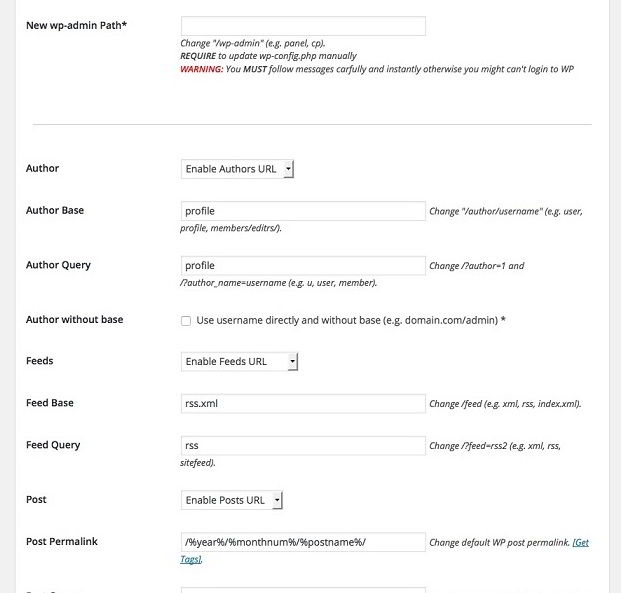 New wp-admin Path*
Change "/wp-admin" (e.g. panel, cp).
REQUIRE to update wp-config.php manually
WARNING: You MUST follow messages carfully and instantly otherwise you might can't login to WP
Author Enable Authors URL
Author Base profile Change "/author/username" (e.g. user,
profile, members/editrs/).
Author Query profile Change /?author=1 and
/?author_name=username (e.g. u, user, member).
Author without base Use username directly and without base (e.g. domain.com/admin) *
Feeds Enable Feeds URL
Feed Base rss.xml Change /feed (e.g. xml, rss, index.xml).
Feed Query rss Change /?feed=rss2 (e.g. xml, rss,
sitefeed).
Post Enable Posts URL
Post Permalink /%year%/%monthnum%/%postname%/ Change default WP post permalink. [Get
Tags].